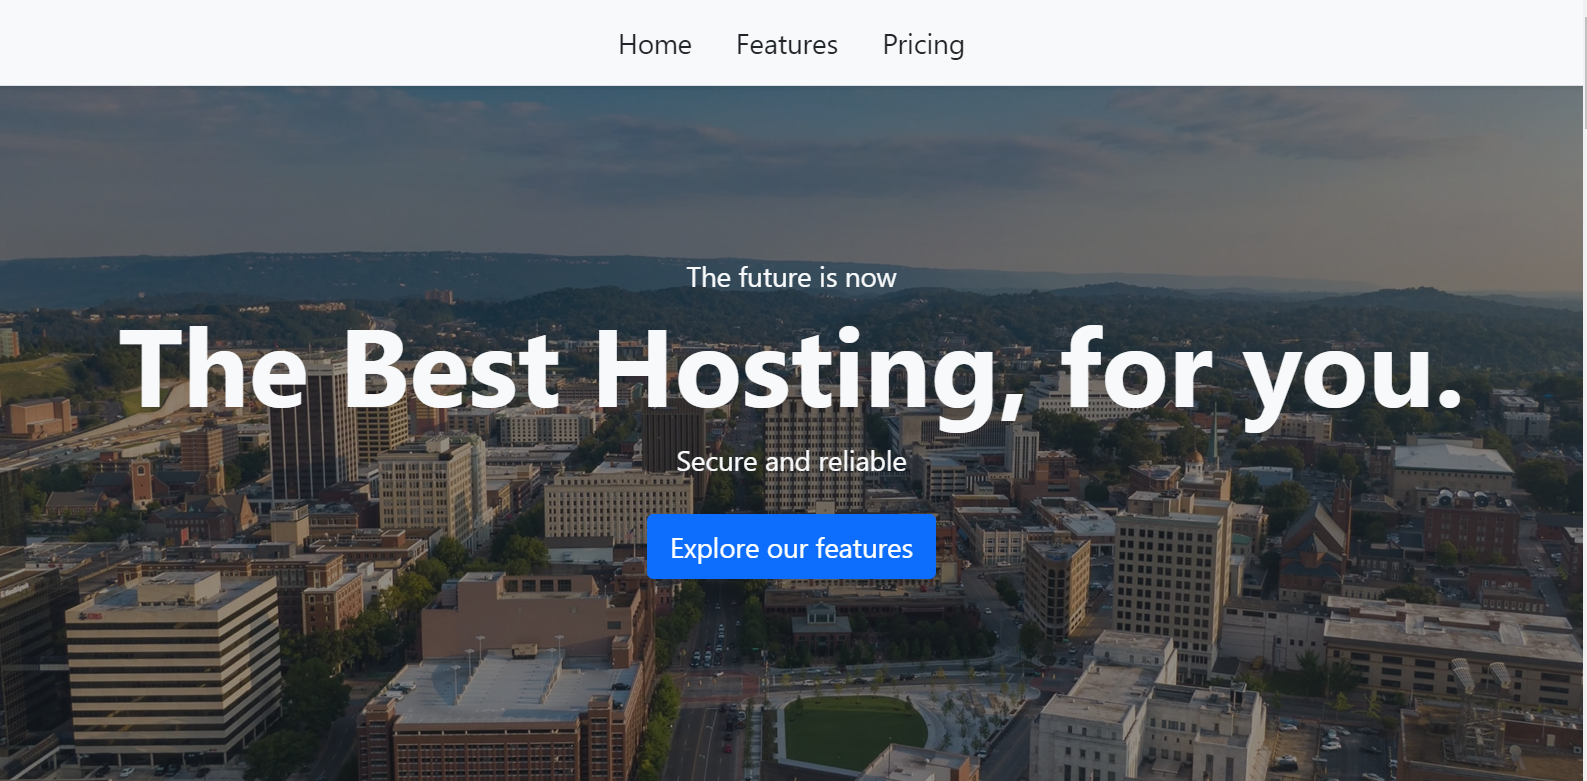 Home Features Pricing
The future is now
The Best Hosting, for you.
Secure and reliable
Explore our features